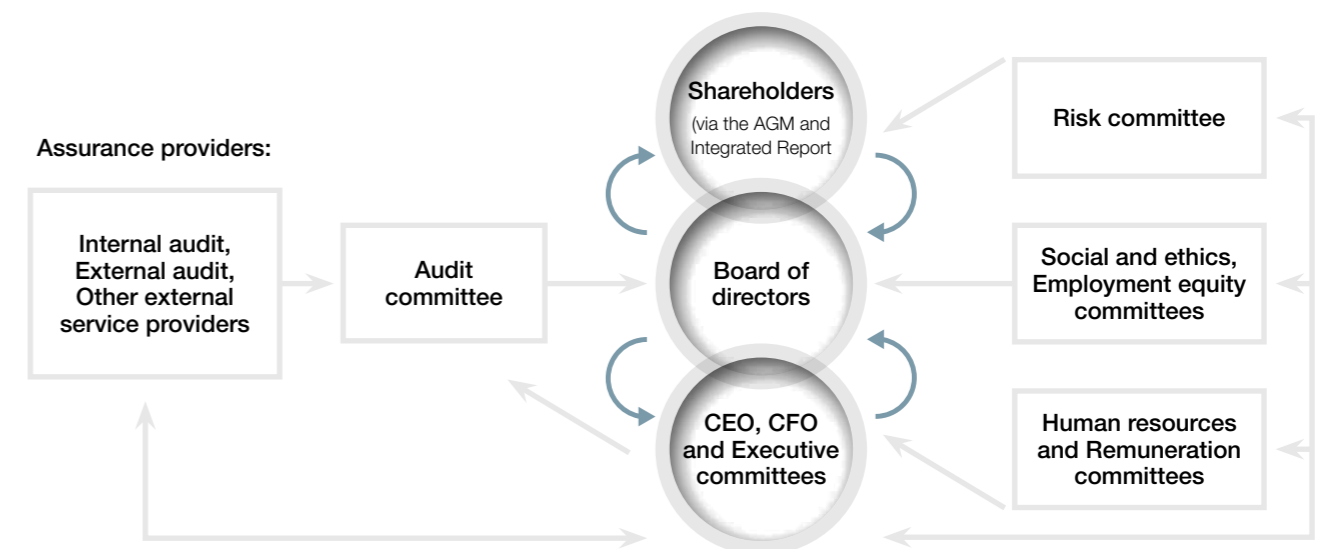 Assurance providers:
Internal audit,
External audit,
Other external
service providers
Audit
committee
Shareholders
(via the AGM and
Integrated Report
Board of
directors
CEO, CFO
and Executive
committees
Risk committee
Social and ethics,
Employment equity
committees
Human resources
and Remuneration
committees